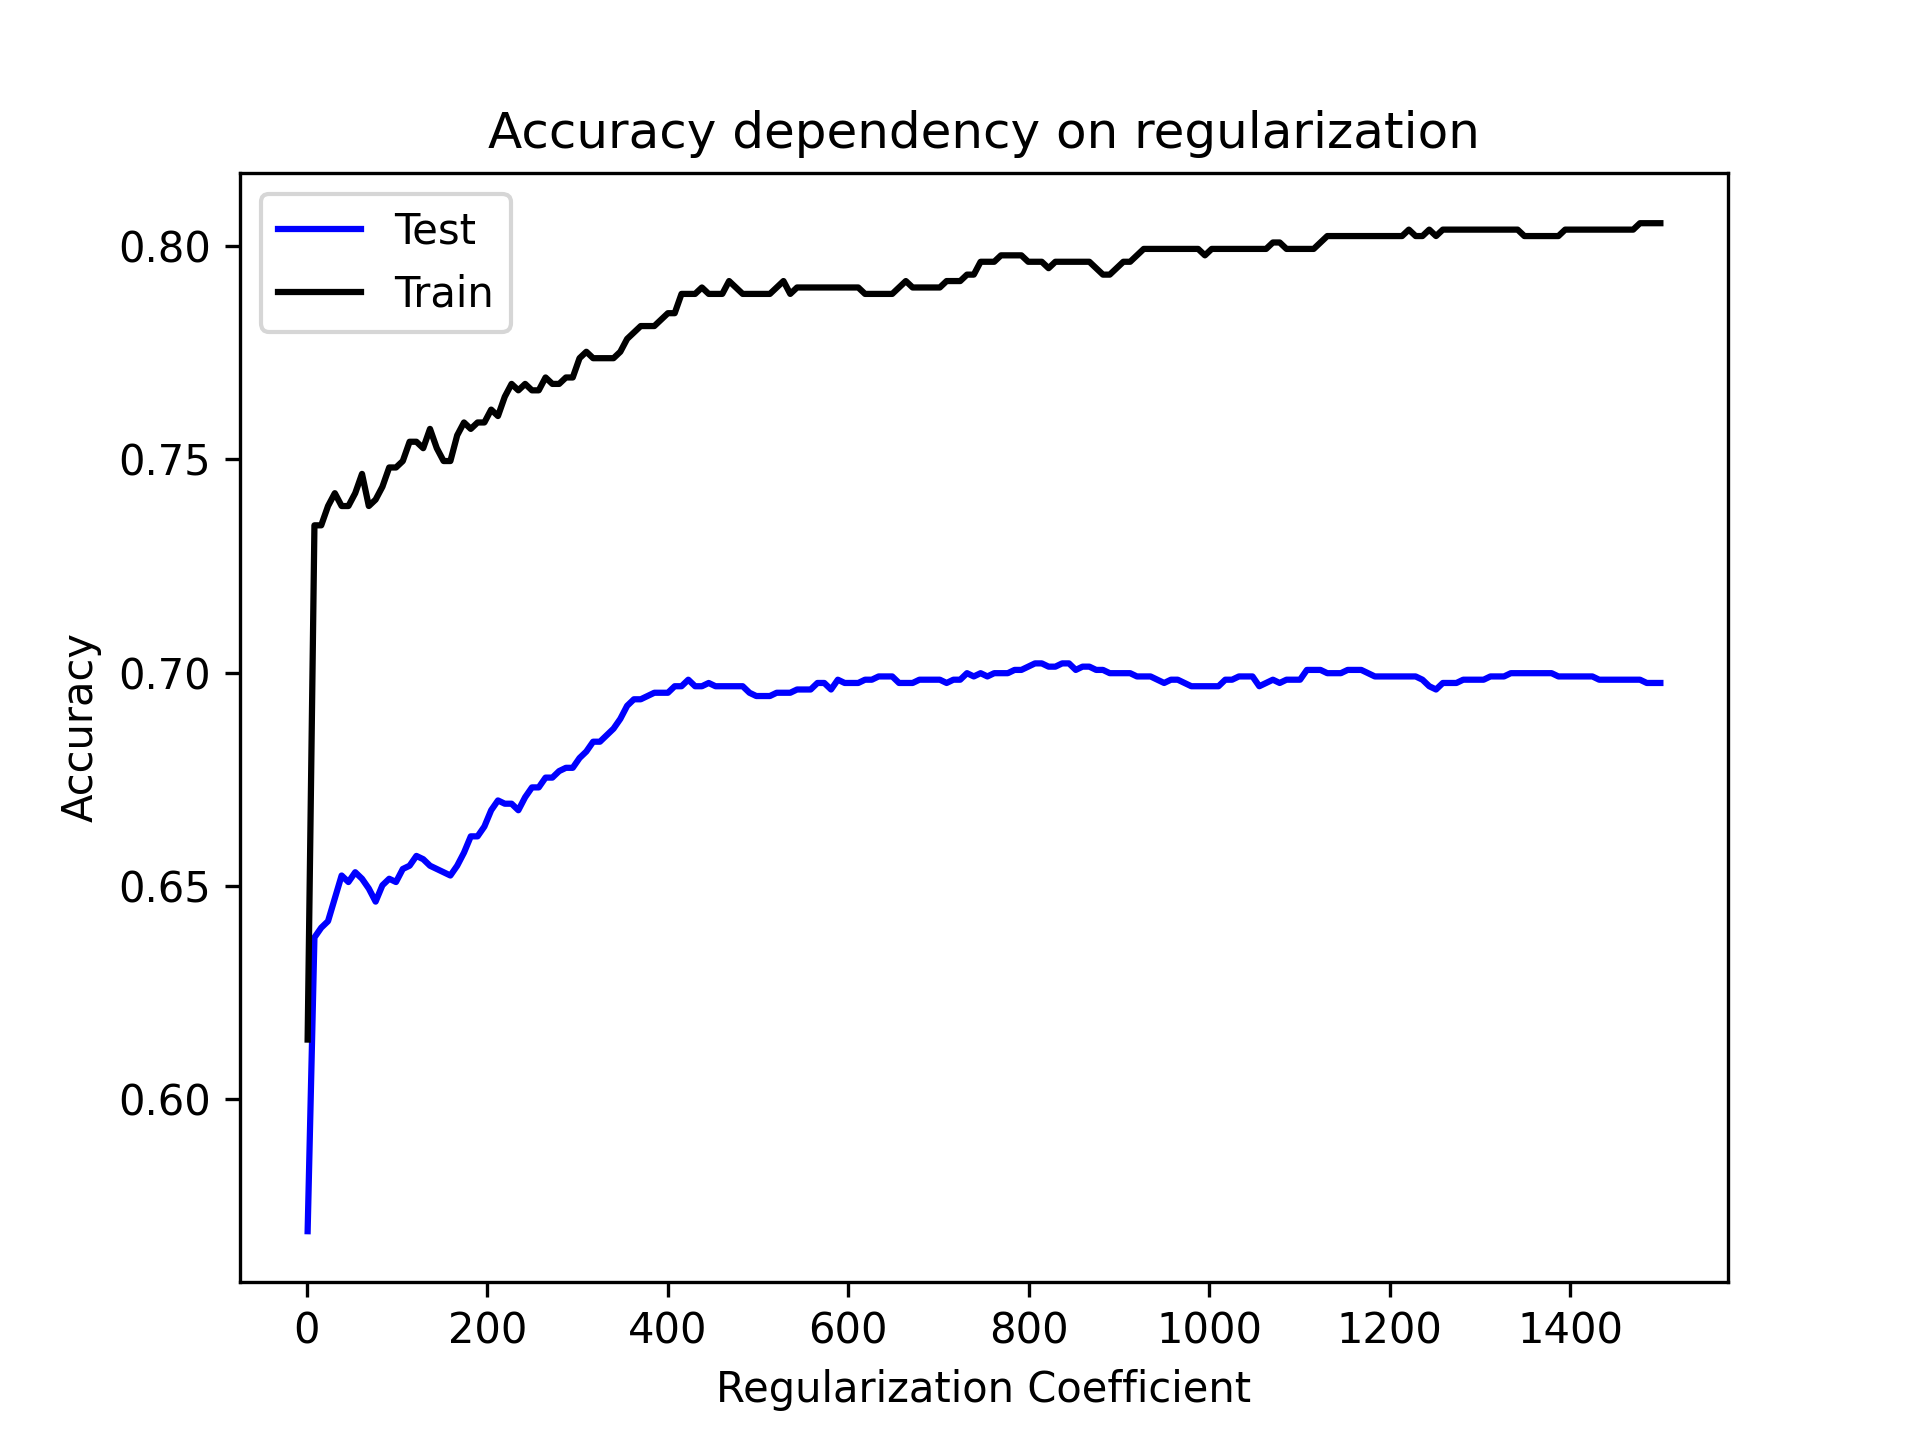 Accuracy dependency on regularization
Test
Train
0.80
0.75
0.70
0.65
0.60
Accuracy
0 200 400 600 800 1000 1200 1400
Regularization Coefficient